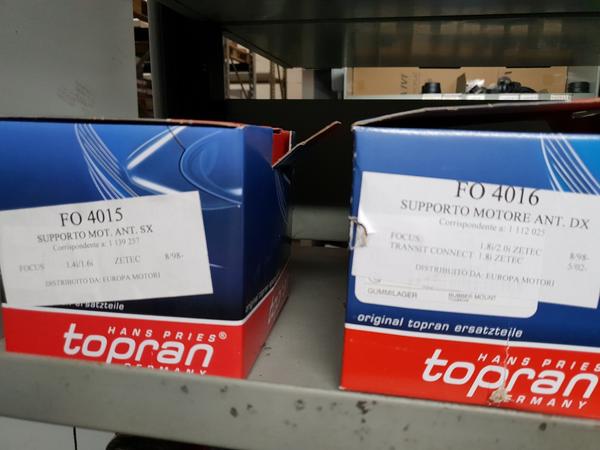 FO 4015
SUPPORTO MOT. ANT. SX
Corrispondente a: 1 139 257
FOCUS 1.4i/1.6i ZETEC 8/98-
DISTRIBUITO DA: EUROPA MOTORI
ersatzteile
HANS PRIES®
topran
GERMANY
FO 4016
SUPPORTO MOTORE ANT. DX
Corrispondente a: 1 112 025
FOCUS: 1.8i/2.0i ZETEC 8/98-
TRANSIT CONNECT 1.8i ZETEC 5/02-
DISTRIBUITO DA: EUROPA MOTORI
GUMMILAGER RUBBER MOUNT
original topran ersatzteile
HANS PRIES
topran
GERMANY